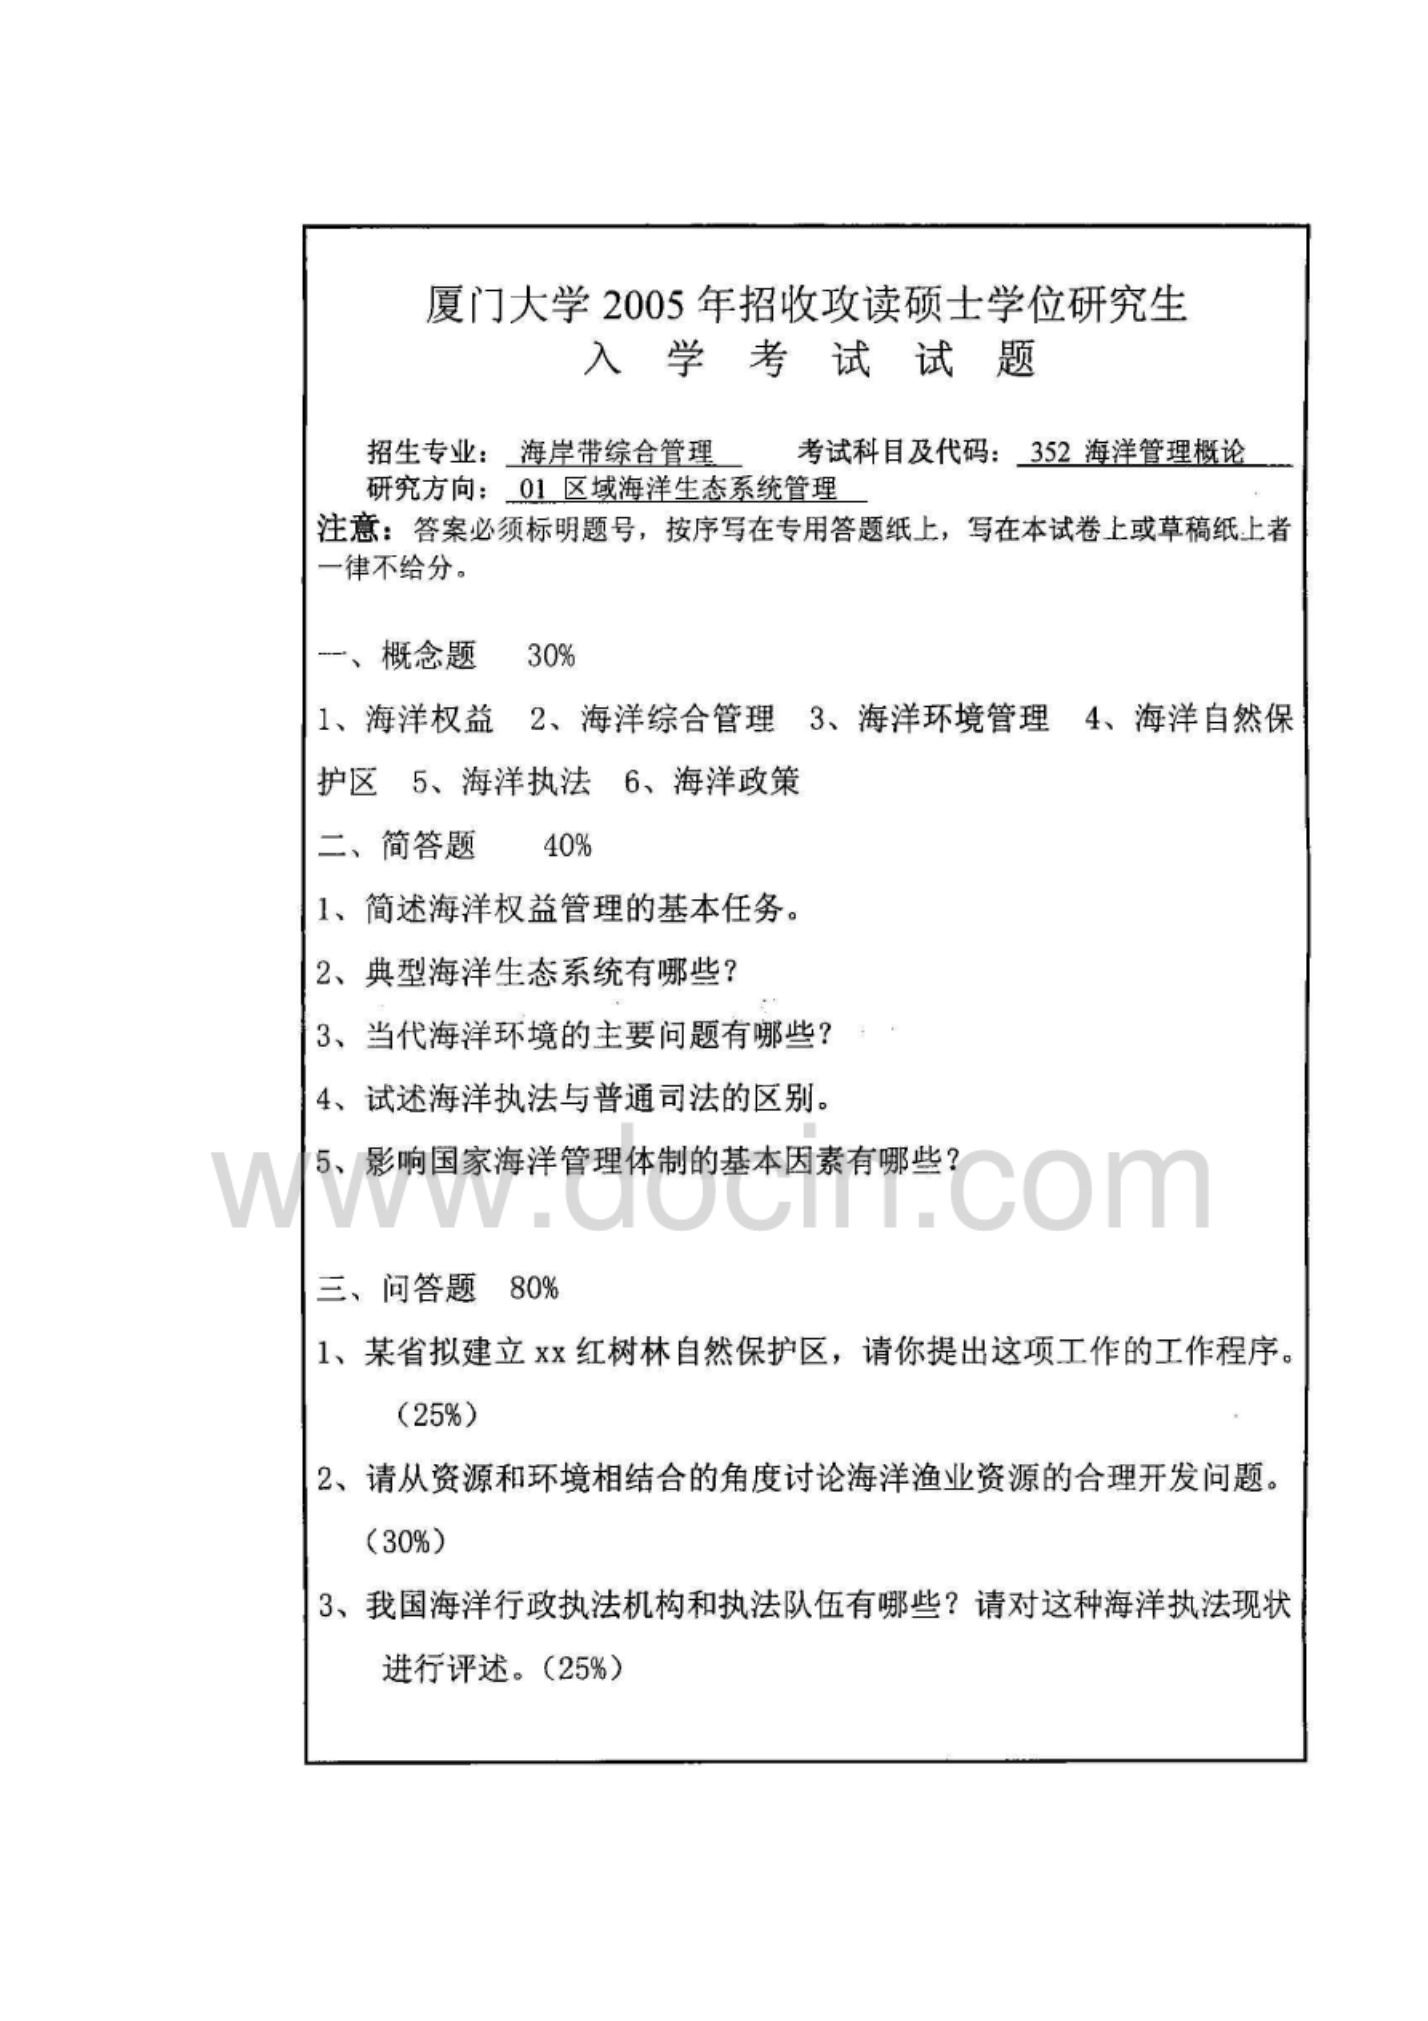 厦门大学 2005 年招收攻读硕士学位研究生
入 学 考 试 试 题
招生专业： 海岸带综合管理 考试科目及代码： 352 海洋管理概论
研究方向： 01 区域海洋生态系统管理
注意：答案必须标明题号，按序写在专用答题纸上，写在本试卷上或草稿纸上者
一律不给分。
一、概念题 30%
1、海洋权益 2、海洋综合管理 3、海洋环境管理 4、海洋自然保
护区 5、海洋执法 6、海洋政策
二、简答题 40%
1、简述海洋权益管理的基本任务。
2、典型海洋生态系统有哪些？
3、当代海洋环境的主要问题有哪些？
4、试述海洋执法与普通司法的区别。
5、影响国家海洋管理体制的基本因素有哪些？
www.docin.com
三、问答题 80%
1、某省拟建立 xx 红树林自然保护区，请你提出这项工作的工作程序。
（25%）
2、请从资源和环境相结合的角度讨论海洋渔业资源的合理开发问题。
（30%）
3、我国海洋行政执法机构和执法队伍有哪些？请对这种海洋执法现状
进行评述。（25%）